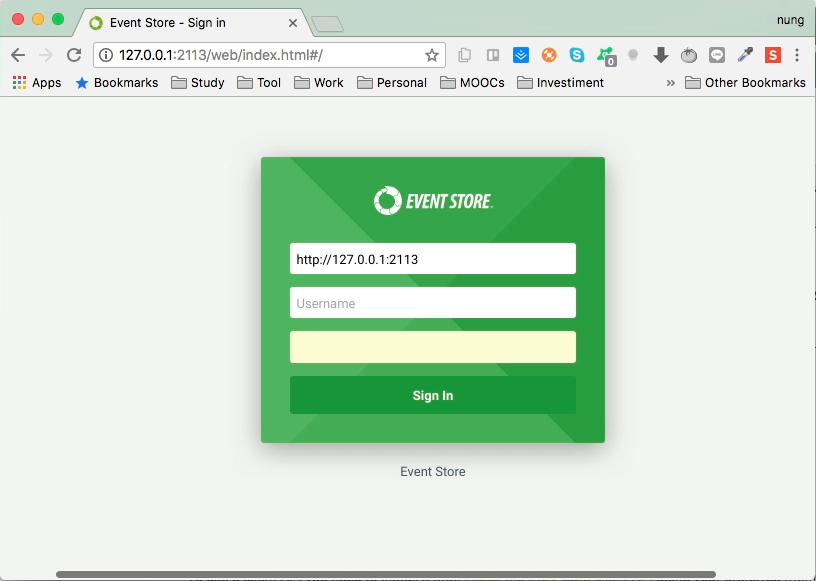 Event Store - Sign in
nung
127.0.0.1:2113/web/index.html#/
0
LINE
S
Apps
Bookmarks
Study
Tool
Work
Personal
MOOCs
Investiment
»
Other Bookmarks
EVENT STORE
http://127.0.0.1:2113
Username
Sign In
Event Store